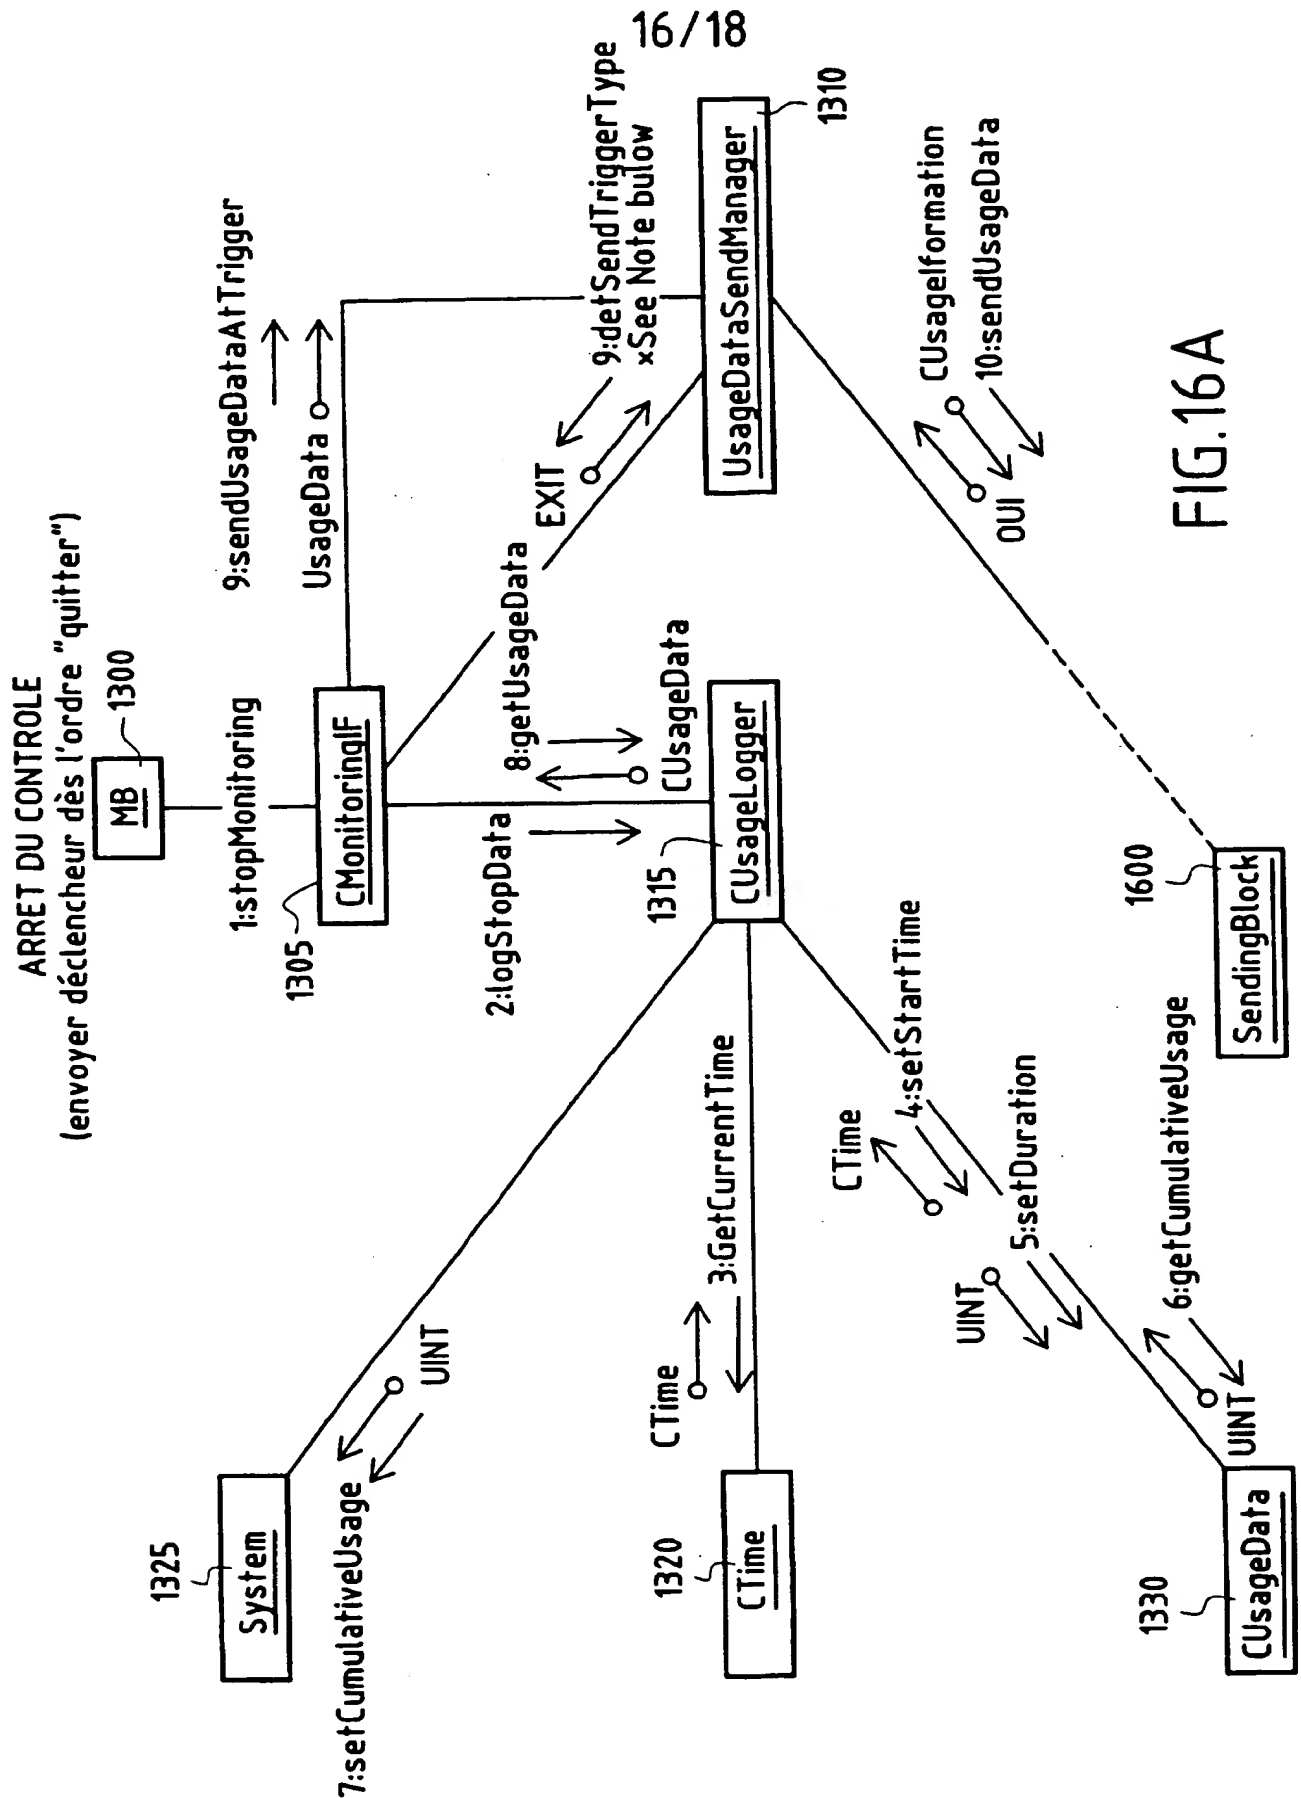 16/18
ARRET DU CONTROLE
(envoyer déclencheur dès l'ordre "quitter")
MB
1300
1:stopMonitoring
9:sendUsageDataAtTrigger
UsageData
1305
CMonitoringIF
EXIT
9:detSendTriggerType
xSee Note bulow
2:logStopData
8:getUsageData
CUsageData
UsageDataSendManager
1310
1315
CUsageLogger
1325
System
7:setCumulativeUsage
UINT
1320
CTime
CTime
3:GetCurrentTime
CTime
4:setStartTime
UINT
5:setDuration
OUI
CUsageIformation
10:sendUsageData
1330
CUsageData
UINT
6:getCumulativeUsage
1600
SendingBlock
FIG.16A